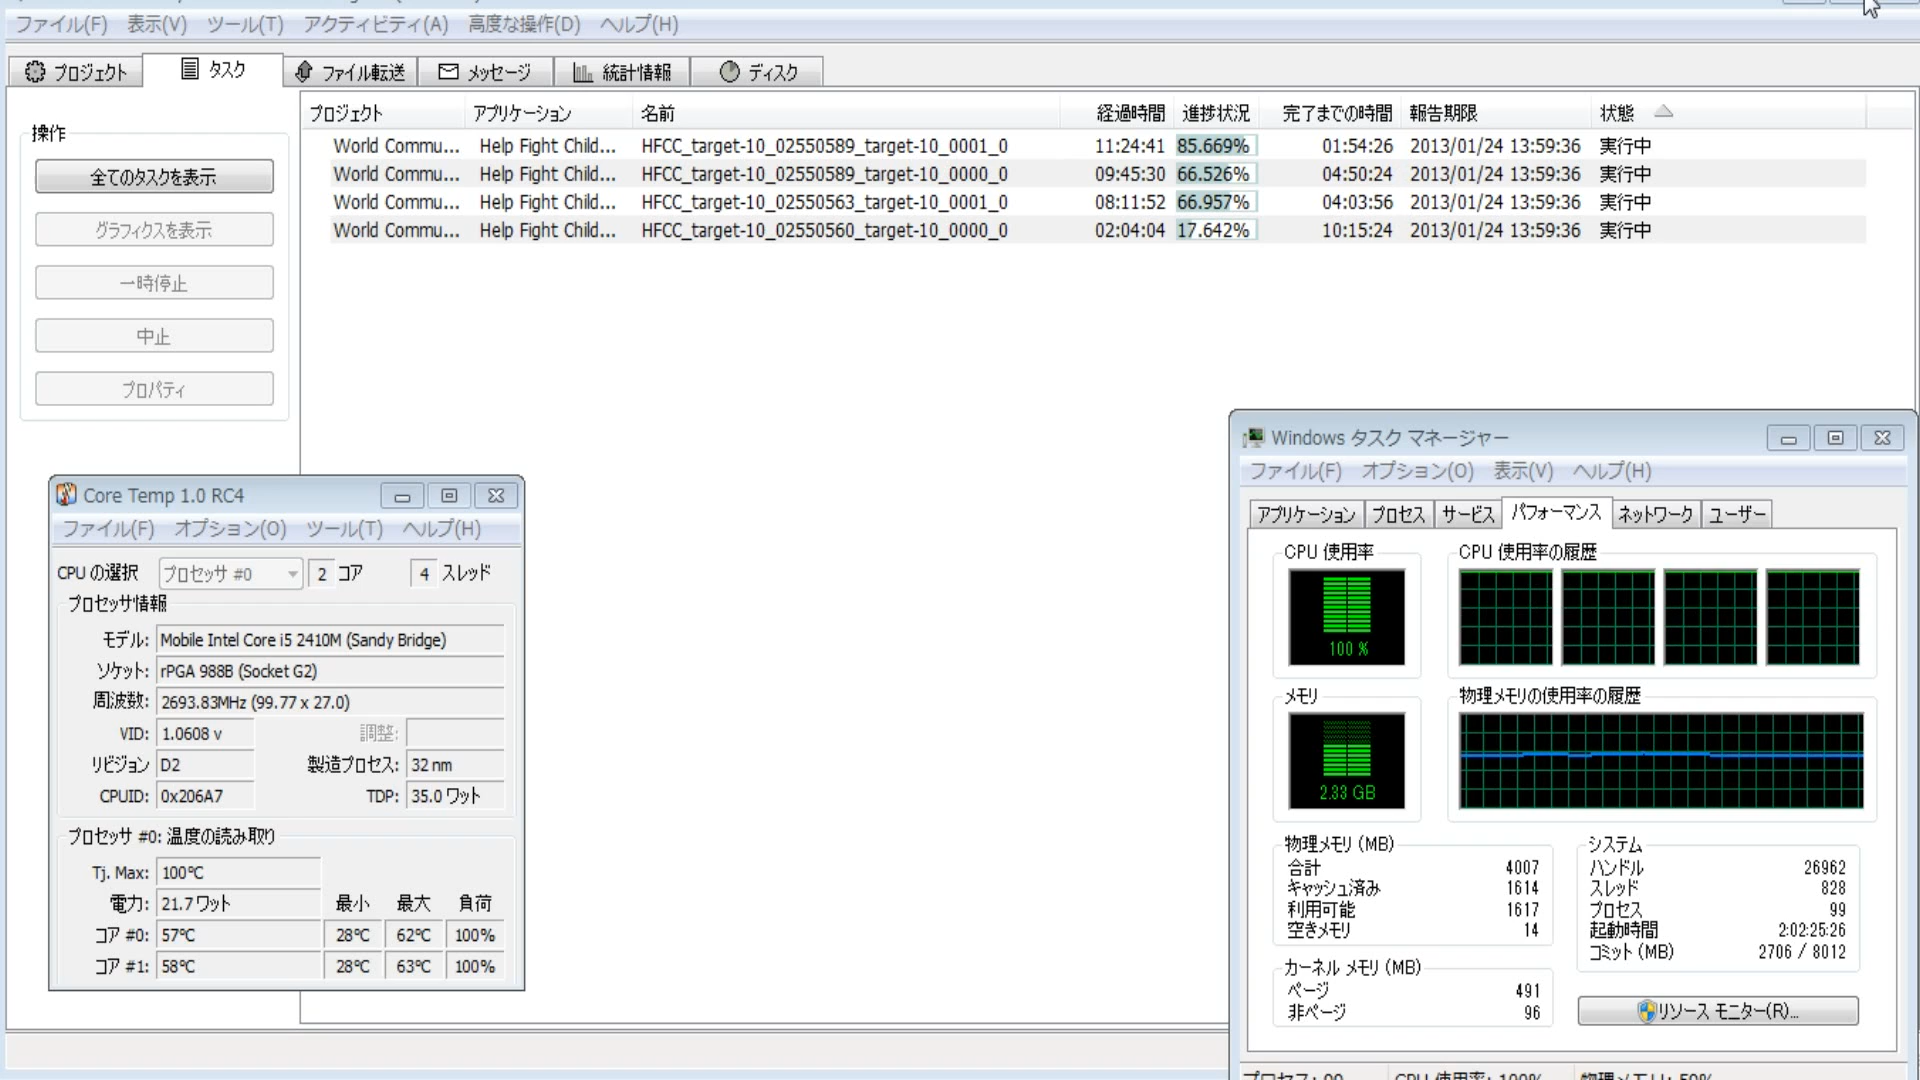 ファイル(F) 表示(V) ツール(T) アクティビティ(A) 高度な操作(D) ヘルプ(H)
プロジェクト タスク ファイル転送 メッセージ 統計情報 ディスク
操作
全てのタスクを表示
グラフィクスを表示
一時停止
中止
プロパティ
プロジェクト アプリケーション 名前 経過時間 進捗状況 完了までの時間 報告期限 状態
World Commu... Help Fight Child... HFCC_target-10_02550589_target-10_0001_0 11:24:41 85.669% 01:54:26 2013/01/24 13:59:36 実行中
World Commu... Help Fight Child... HFCC_target-10_02550589_target-10_0000_0 09:45:30 66.526% 04:50:24 2013/01/24 13:59:36 実行中
World Commu... Help Fight Child... HFCC_target-10_02550563_target-10_0001_0 08:11:52 66.957% 04:03:56 2013/01/24 13:59:36 実行中
World Commu... Help Fight Child... HFCC_target-10_02550560_target-10_0000_0 02:04:04 17.642% 10:15:24 2013/01/24 13:59:36 実行中
Core Temp 1.0 RC4
ファイル(F) オプション(O) ツール(T) ヘルプ(H)
CPU の選択 プロセッサ #0 2 コア 4 スレッド
プロセッサ情報
モデル: Mobile Intel Core i5 2410M (Sandy Bridge)
ソケット: rPGA 988B (Socket G2)
周波数: 2693.83MHz (99.77 x 27.0)
VID: 1.0608 v 調整:
リビジョン D2 製造プロセス: 32 nm
CPUID: 0x206A7 TDP: 35.0 ワット
プロセッサ #0: 温度の読み取り
Tj. Max: 100℃
電力: 21.7 ワット 最小 最大 負荷
コア #0: 57℃ 28℃ 62℃ 100%
コア #1: 58℃ 28℃ 63℃ 100%
Windows タスク マネージャー
ファイル(F) オプション(O) 表示(V) ヘルプ(H)
アプリケーション プロセス サービス パフォーマンス ネットワーク ユーザー
CPU 使用率 CPU 使用率の履歴
100 %
メモリ 物理メモリの使用率の履歴
2.33 GB
物理メモリ (MB)
合計 4007
キャッシュ済み 1614
利用可能 1617
空きメモリ 14
カーネル メモリ (MB)
ページ 491
非ページ 96
システム
ハンドル 26962
スレッド 828
プロセス 99
起動時間 2:02:25:26
コミット (MB) 2706 / 8012
リソース モニター(R)...
プロセス: 99 CPU 使用率: 100% 物理メモリ: 59%